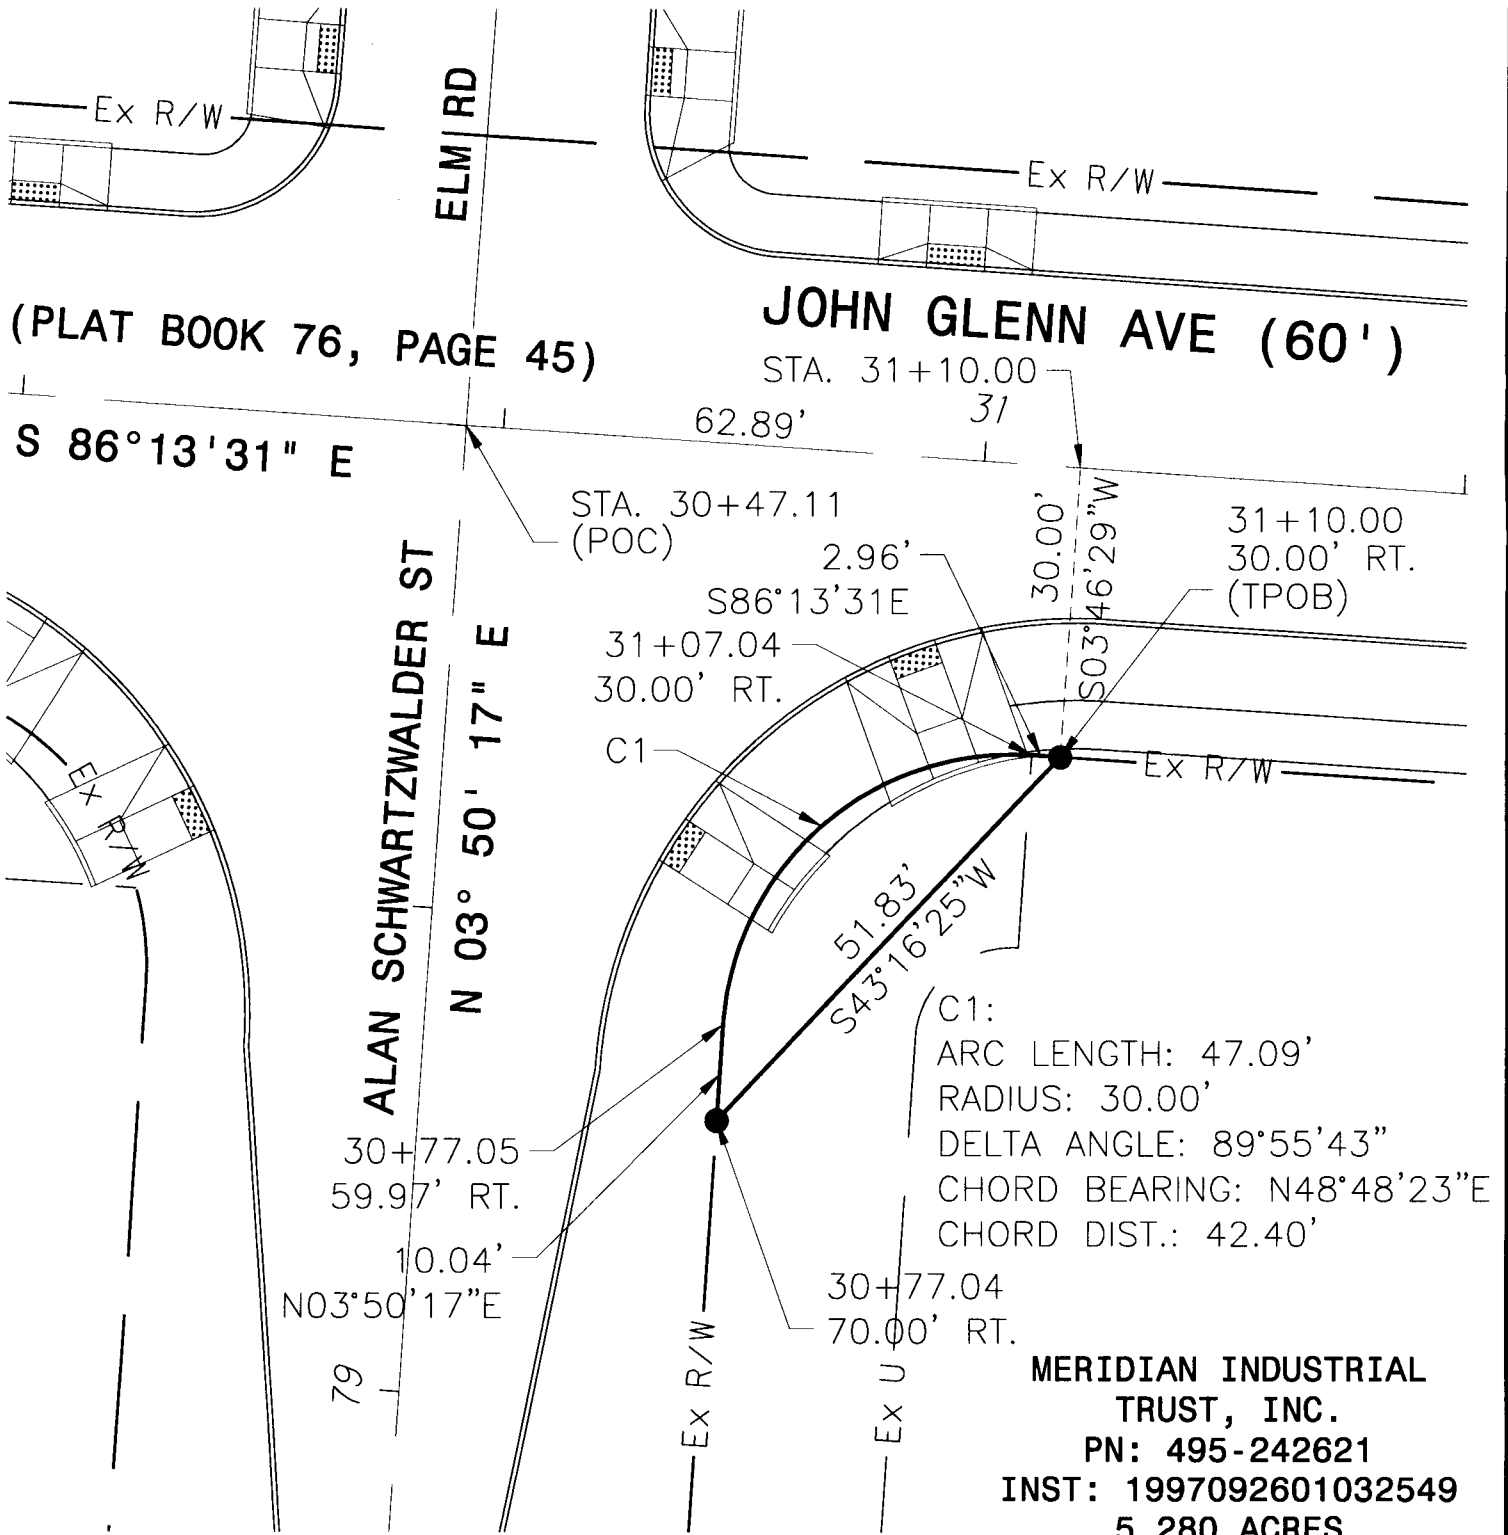 Ex R/W
ELM RD
Ex R/W
(PLAT BOOK 76, PAGE 45)
JOHN GLENN AVE (60')
STA. 31+10.00
31
62.89'
S 86°13'31" E
STA. 30+47.11
(POC)
30.00'
S03°46'29"W
31+10.00
30.00' RT.
(TPOB)
2.96'
S86°13'31E
31+07.04
30.00' RT.
C1
Ex R/W
Ex R/W
ALAN SCHWARTZWALDER ST
N 03° 50' 17" E
51.83'
S43°16'25"W
C1:
ARC LENGTH: 47.09'
RADIUS: 30.00'
DELTA ANGLE: 89°55'43"
CHORD BEARING: N48°48'23"E
CHORD DIST.: 42.40'
30+77.05
59.97' RT.
10.04'
N03°50'17"E
30+77.04
70.00' RT.
79
Ex R/W
Ex U
MERIDIAN INDUSTRIAL
TRUST, INC.
PN: 495-242621
INST: 1997092601032549
5.280 ACRES